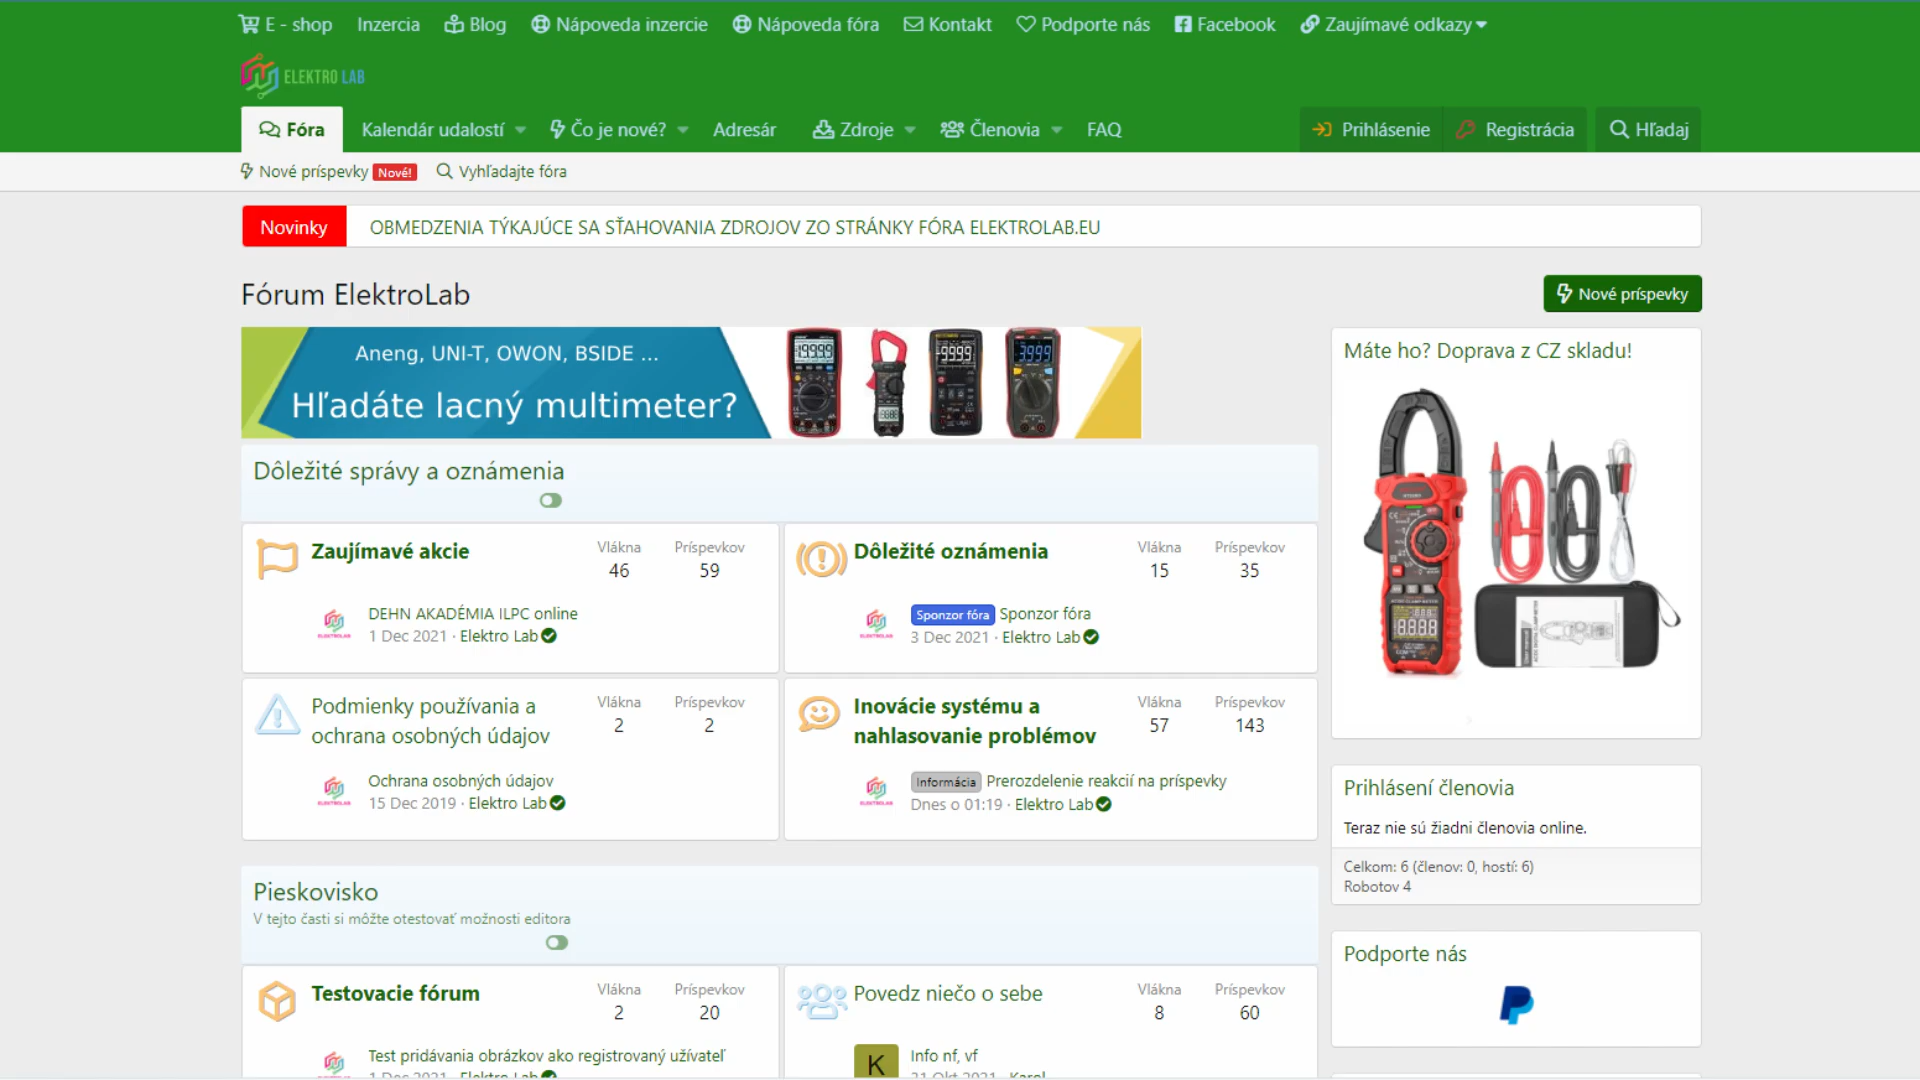 E - shop Inzercia Blog Nápoveda inzercie Nápoveda fóra Kontakt Podporte nás Facebook Zaujímavé odkazy
ELEKTRO LAB
Fóra Kalendár udalostí Čo je nové? Adresár Zdroje Členovia FAQ Prihlásenie Registrácia Hľadaj
Nové príspevky Nové! Vyhľadajte fóra
Novinky OBMEDZENIA TÝKAJÚCE SA SŤAHOVANIA ZDROJOV ZO STRÁNKY FÓRA ELEKTROLAB.EU
Fórum ElektroLab
Nové príspevky
Aneng, UNI-T, OWON, BSIDE ...
Hľadáte lacný multimeter?
Dôležité správy a oznámenia
Zaujímavé akcie
Vlákna Príspevkov
46 59
DEHN AKADÉMIA ILPC online
1 Dec 2021 · Elektro Lab
Dôležité oznámenia
Vlákna Príspevkov
15 35
Sponzor fóra Sponzor fóra
3 Dec 2021 · Elektro Lab
Podmienky používania a
ochrana osobných údajov
Vlákna Príspevkov
2 2
Ochrana osobných údajov
15 Dec 2019 · Elektro Lab
Inovácie systému a
nahlasovanie problémov
Vlákna Príspevkov
57 143
Informácia Prerozdelenie reakcií na príspevky
Dnes o 01:19 · Elektro Lab
Pieskovisko
V tejto časti si môžte otestovať možnosti editora
Testovacie fórum
Vlákna Príspevkov
2 20
Test pridávania obrázkov ako registrovaný užívateľ
1 Dec 2021 · Elektro Lab
Povedz niečo o sebe
Vlákna Príspevkov
8 60
K
Info nf, vf
21 Okt 2021 · Karol
Máte ho? Doprava z CZ skladu!
Prihlásení členovia
Teraz nie sú žiadni členovia online.
Celkom: 6 (členov: 0, hostí: 6)
Robotov 4
Podporte nás